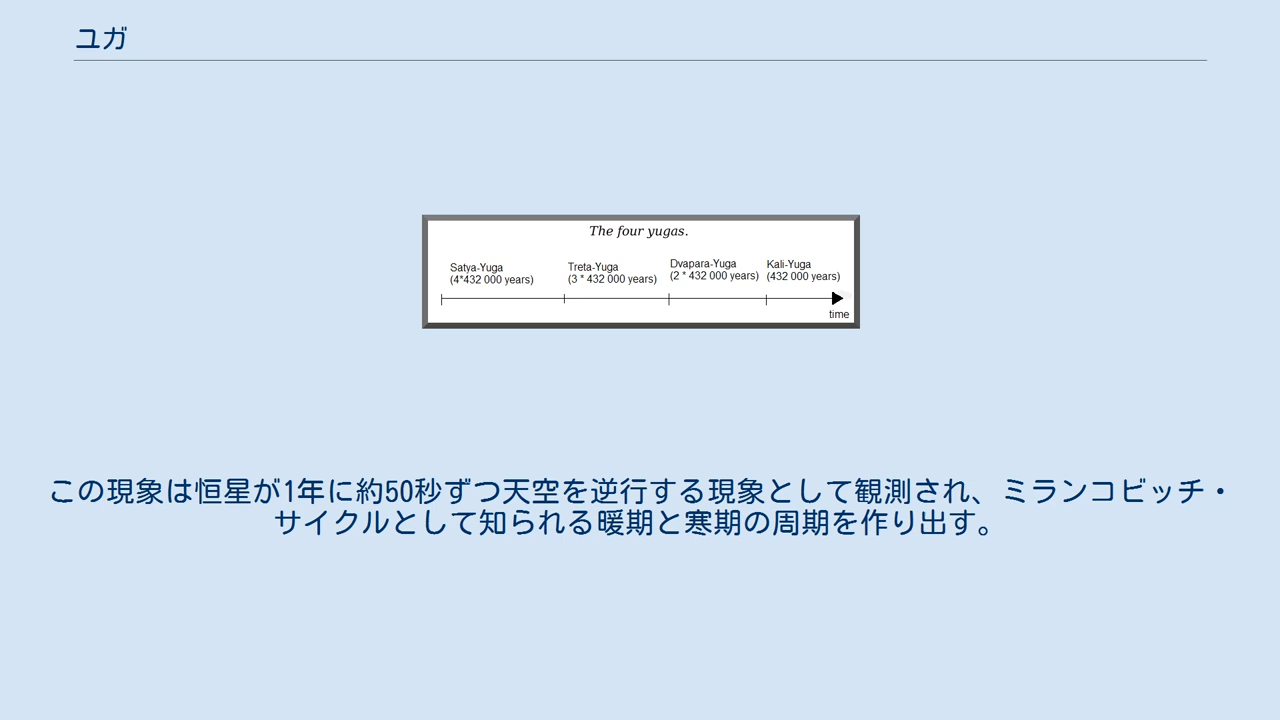 ユガ
The four yugas.
Satya-Yuga
(4*432 000 years)
Treta-Yuga
(3 * 432 000 years)
Dvapara-Yuga
(2 * 432 000 years)
Kali-Yuga
(432 000 years)
time
この現象は恒星が1年に約50秒ずつ天空を逆行する現象として観測され、ミランコビッチ・
サイクルとして知られる暖期と寒期の周期を作り出す。